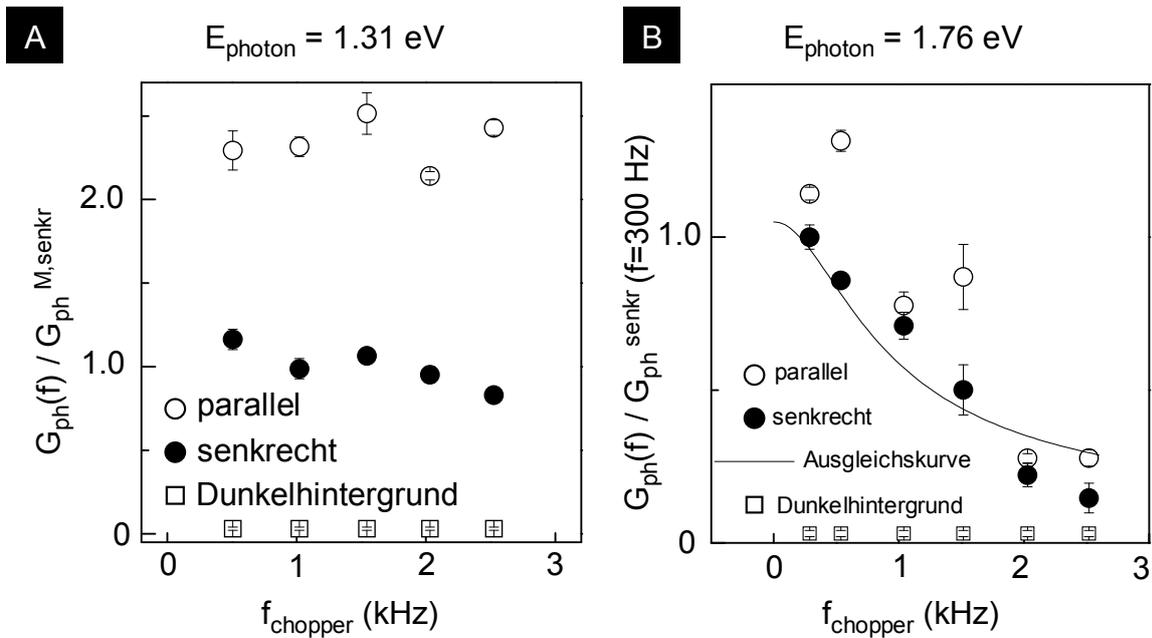 A
E_photon = 1.31 eV
G_ph(f) / G_ph^M,senkr
2.0
1.0
0
parallel
senkrecht
Dunkelhintergrund
0 1 2 3
f_chopper (kHz)
B
E_photon = 1.76 eV
G_ph(f) / G_ph^senkr (f=300 Hz)
1.0
0
parallel
senkrecht
Ausgleichskurve
Dunkelhintergrund
0 1 2 3
f_chopper (kHz)